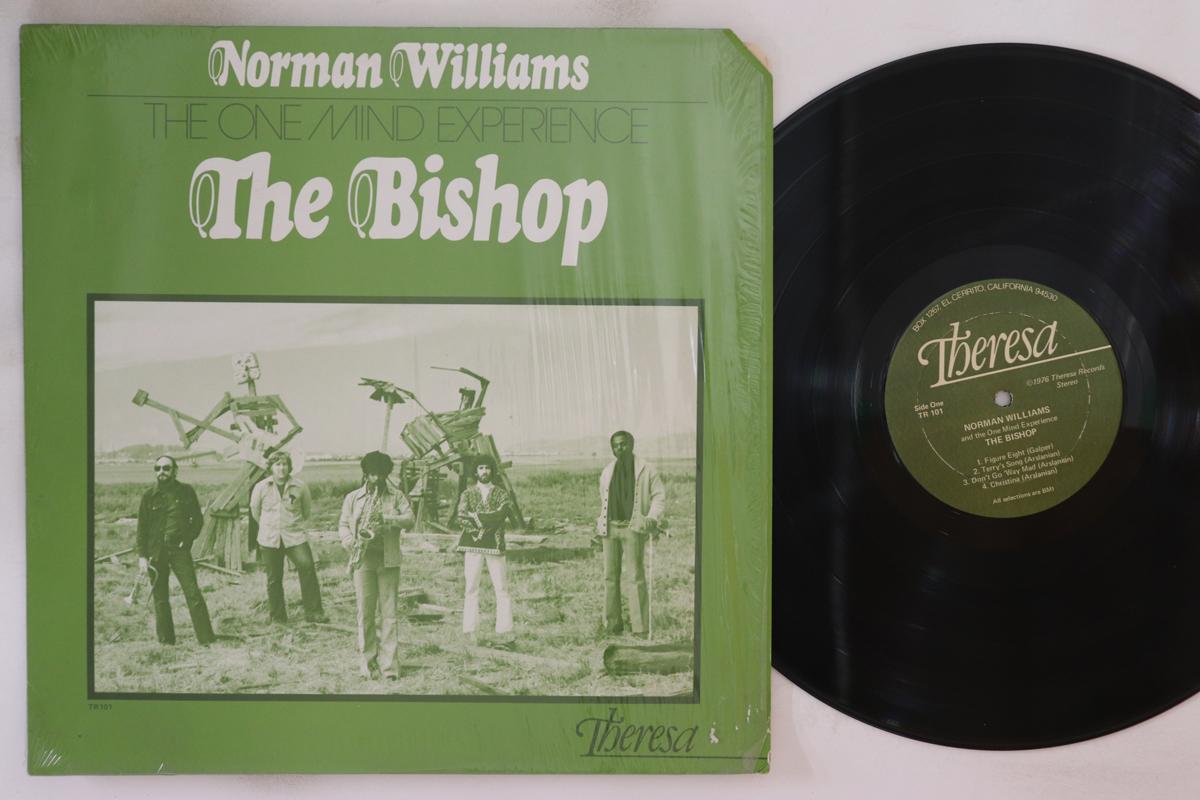 Norman Williams
THE ONE MIND EXPERIENCE
The Bishop
TR 101
Theresa
BOX 1267, EL CERRITO, CALIFORNIA 94530
Theresa
©1976 Theresa Records
Stereo
Side One
TR 101
NORMAN WILLIAMS
and the One Mind Experience
THE BISHOP
1. Figure Eight (Galper)
2. Terry's Song (Arslanian)
3. Don't Go 'Way Mad (Arslanian)
4. Christina (Arslanian)
All selections are BMI